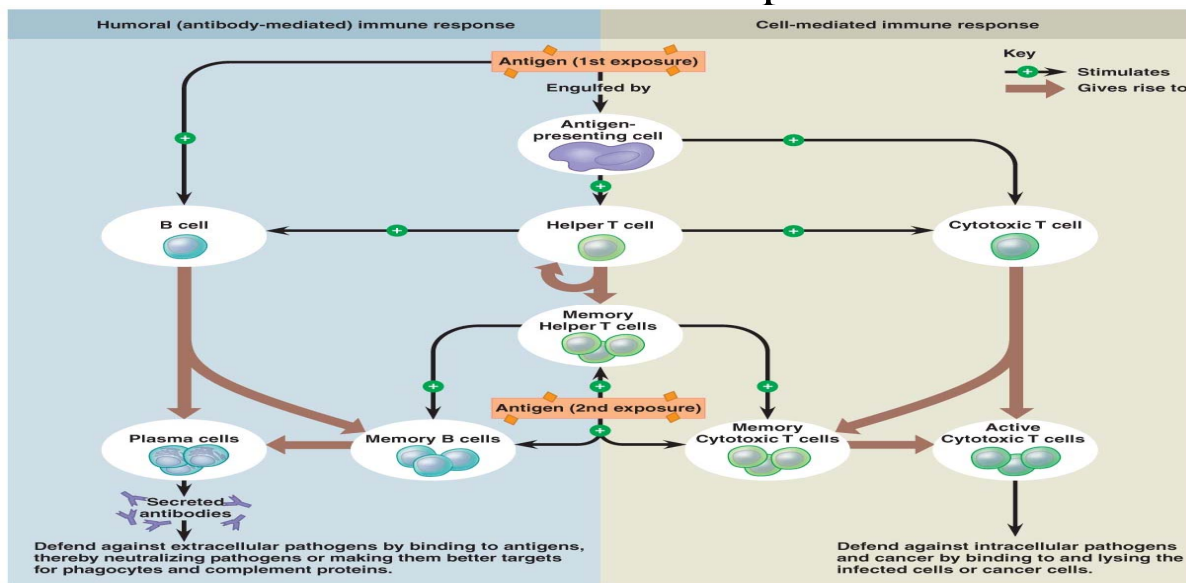 Humoral (antibody-mediated) immune response
Cell-mediated immune response
Antigen (1st exposure)
Key
Stimulates
Gives rise to
Engulfed by
Antigen-
presenting cell
B cell
Helper T cell
Cytotoxic T cell
Memory
Helper T cells
Antigen (2nd exposure)
Plasma cells
Memory B cells
Memory
Cytotoxic T cells
Active
Cytotoxic T cells
Secreted
antibodies
Defend against extracellular pathogens by binding to antigens,
thereby neutralizing pathogens or making them better targets
for phagocytes and complement proteins.
Defend against intracellular pathogens
and cancer by binding to and lysing the
infected cells or cancer cells.